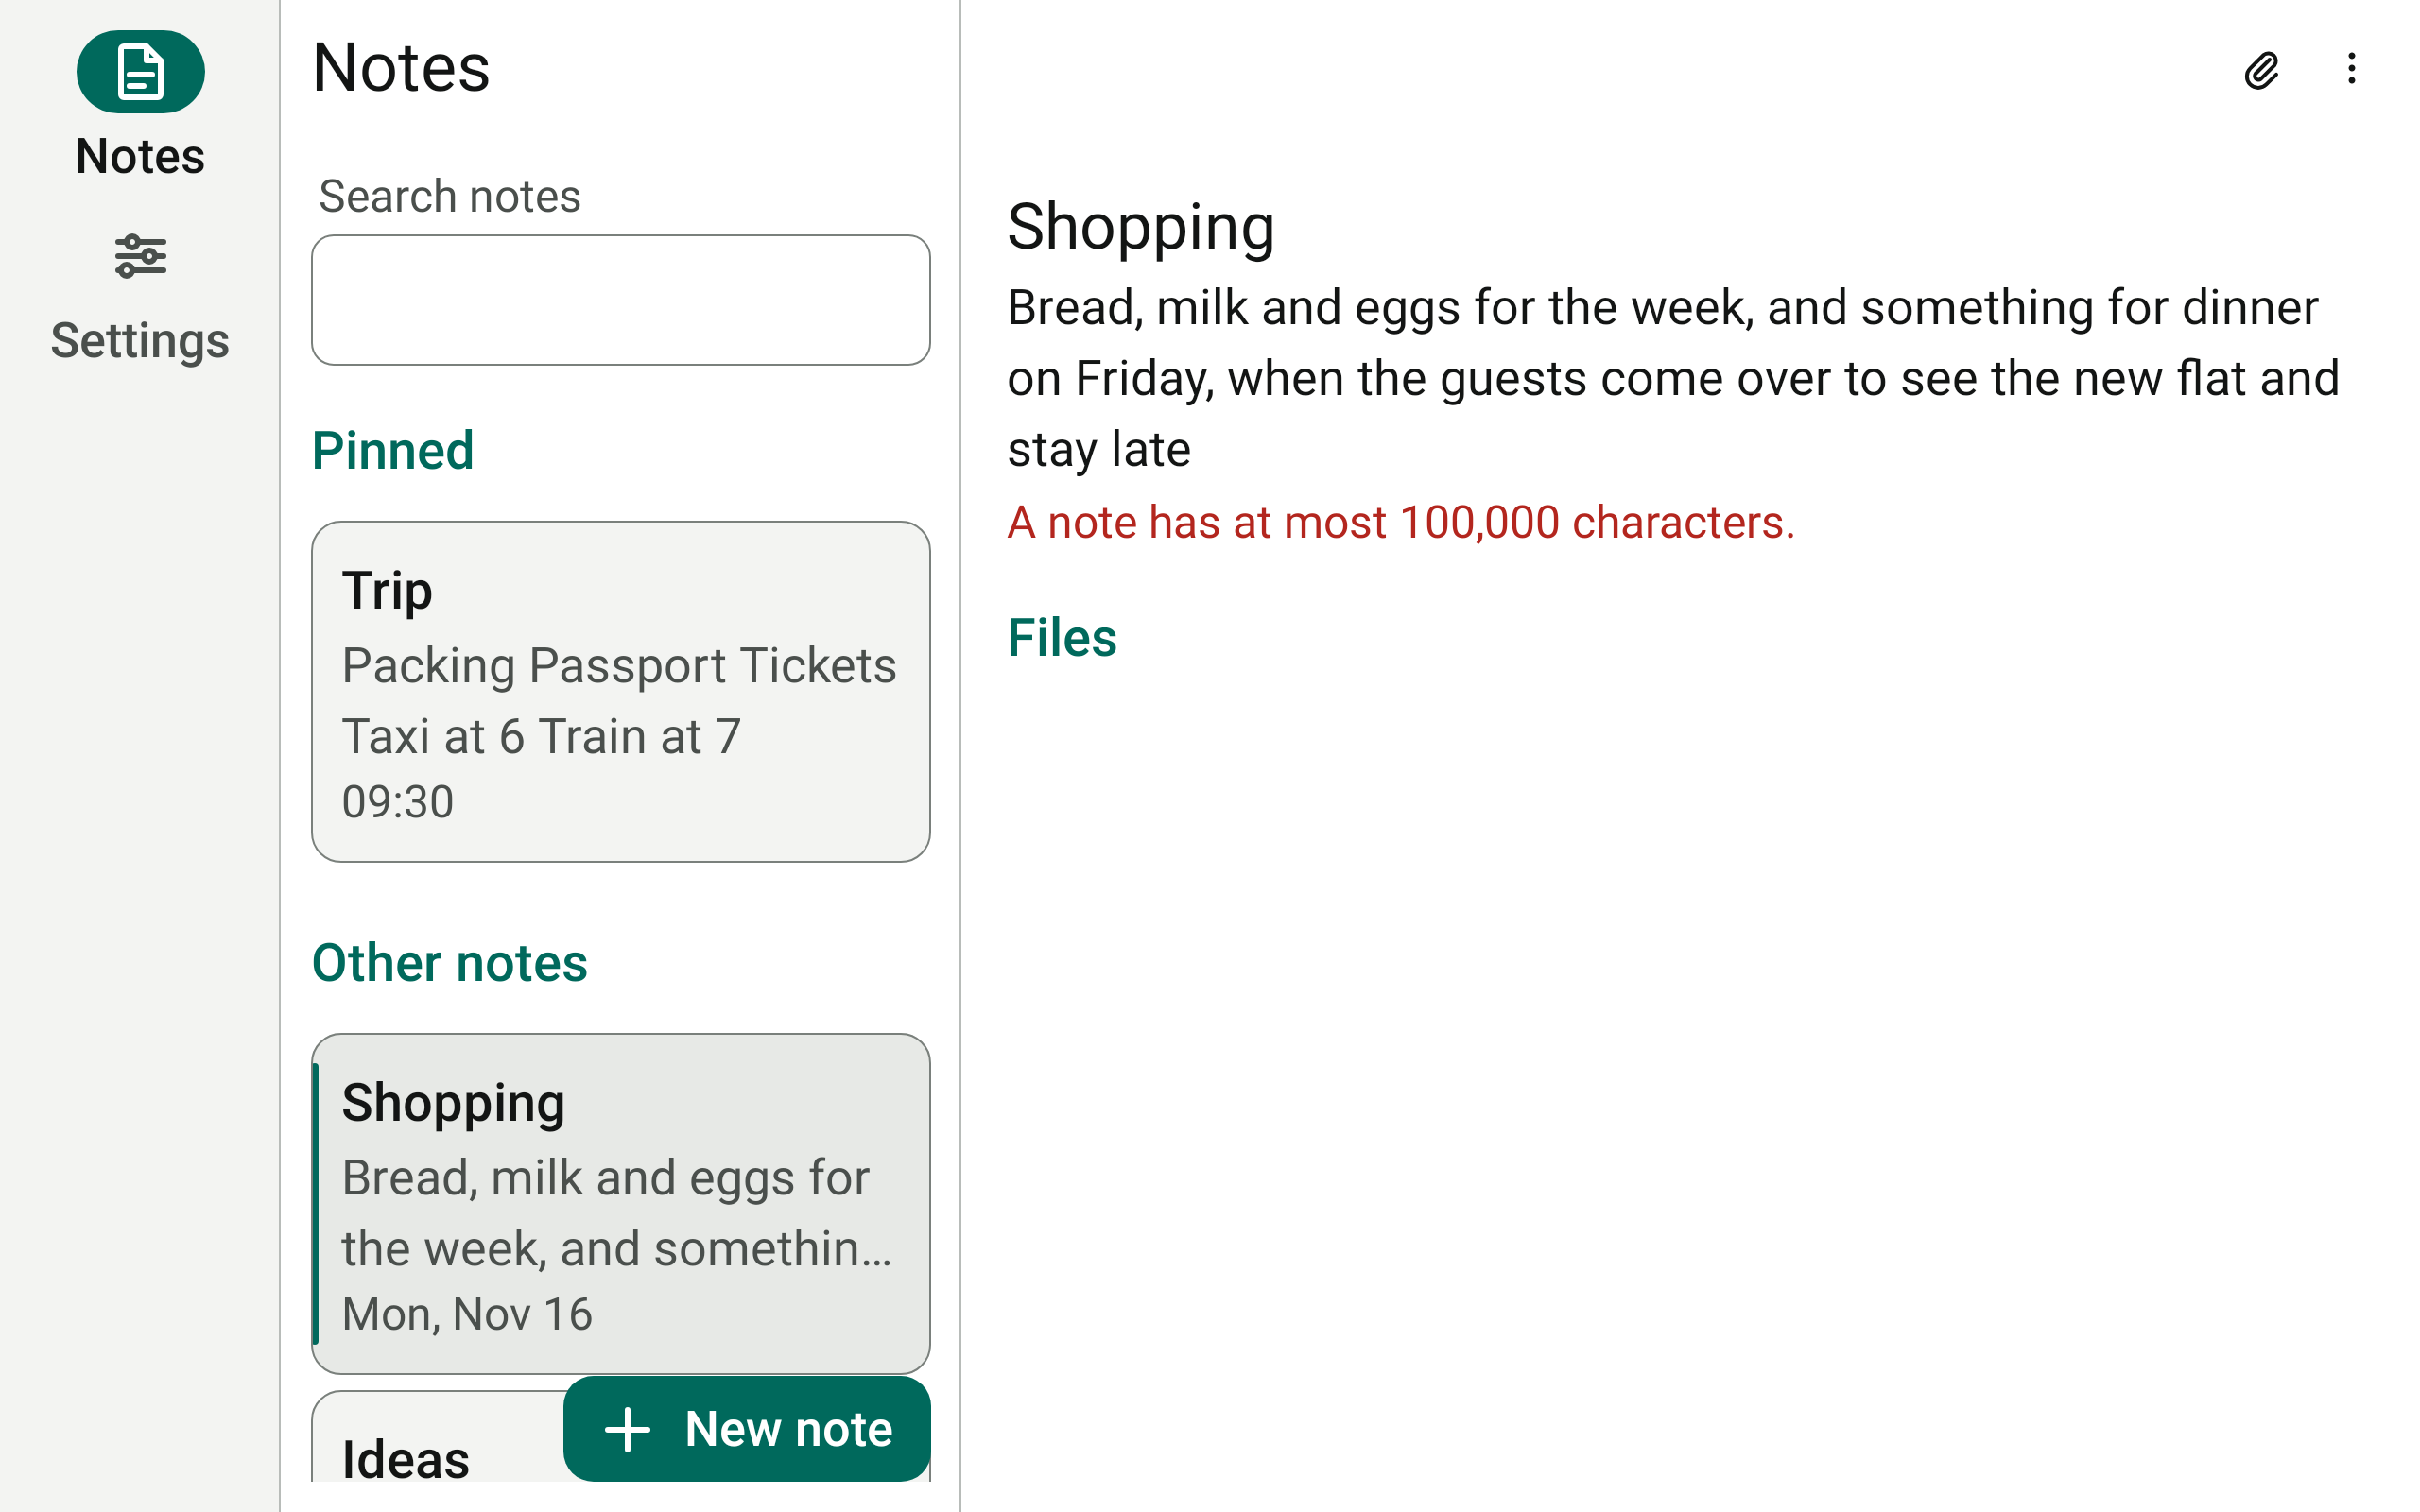 Notes
Settings
Notes
Search notes
Pinned
Trip
Packing Passport Tickets
Taxi at 6 Train at 7
09:30
Other notes
Shopping
Bread, milk and eggs for
the week, and somethin...
Mon, Nov 16
Ideas
New note
Shopping
Bread, milk and eggs for the week, and something for dinner
on Friday, when the guests come over to see the new flat and
stay late
A note has at most 100,000 characters.
Files